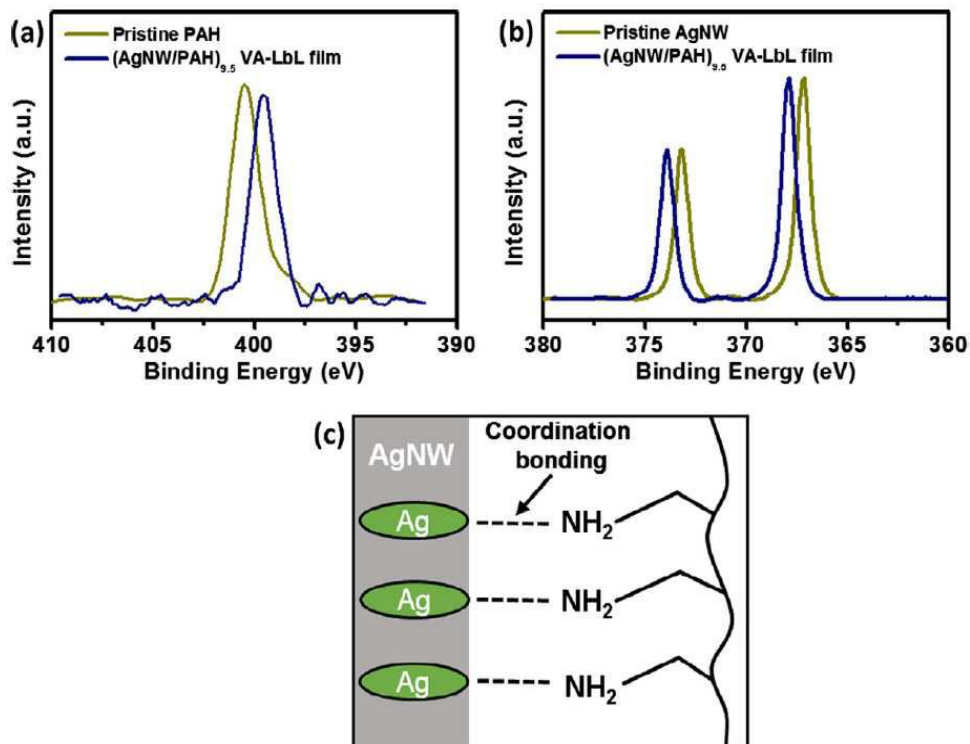 (a)
Pristine PAH
(AgNW/PAH)9.5 VA-LbL film
Intensity (a.u.)
410 405 400 395 390
Binding Energy (eV)
(b)
Pristine AgNW
(AgNW/PAH)9.5 VA-LbL film
Intensity (a.u.)
380 375 370 365 360
Binding Energy (eV)
(c)
AgNW
Coordination
bonding
Ag
NH2
Ag
NH2
Ag
NH2